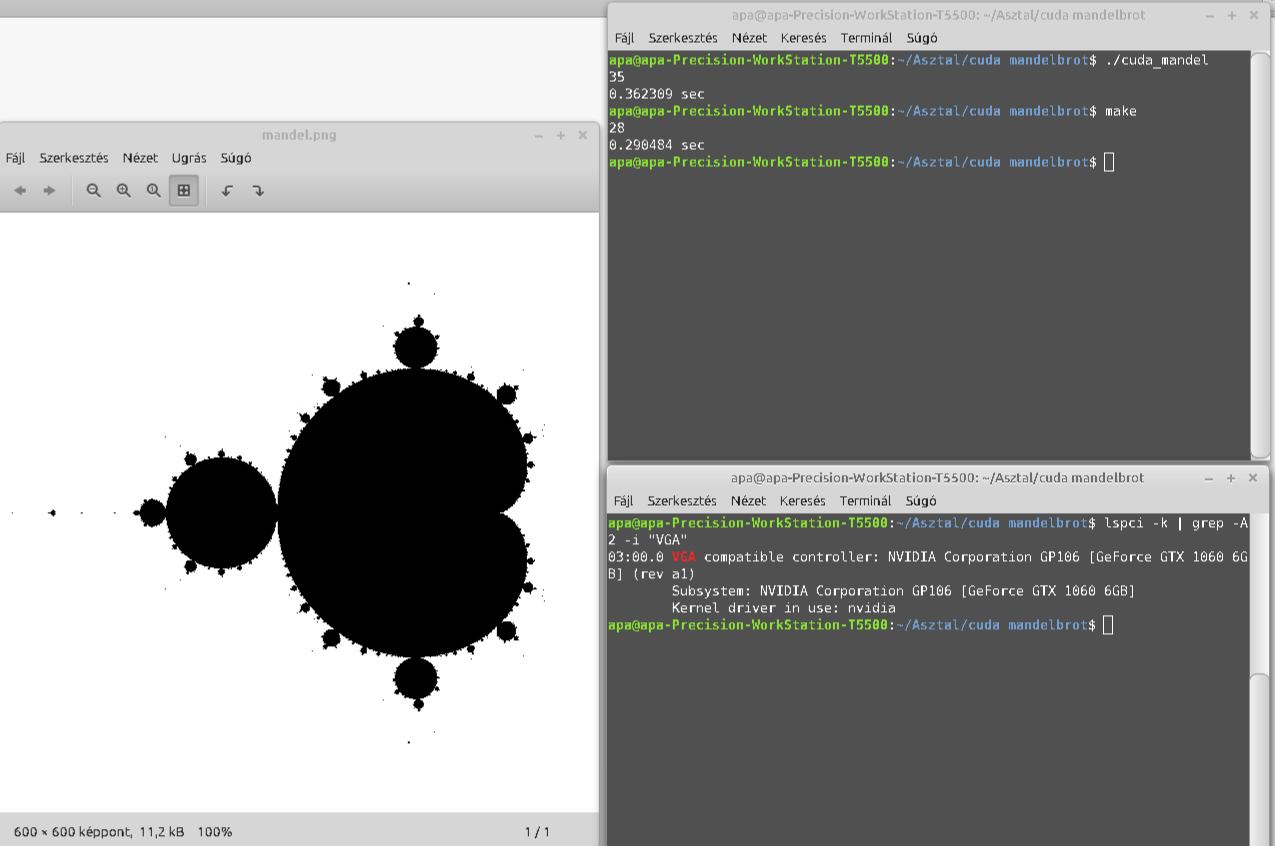 mandel.png
Fájl Szerkesztés Nézet Ugrás Súgó
600 × 600 képpont, 11,2 kB 100% 1 / 1
apa@apa-Precision-WorkStation-T5500: ~/Asztal/cuda mandelbrot
Fájl Szerkesztés Nézet Keresés Terminál Súgó
apa@apa-Precision-WorkStation-T5500:~/Asztal/cuda mandelbrot$ ./cuda_mandel
35
0.362309 sec
apa@apa-Precision-WorkStation-T5500:~/Asztal/cuda mandelbrot$ make
28
0.290484 sec
apa@apa-Precision-WorkStation-T5500:~/Asztal/cuda mandelbrot$
apa@apa-Precision-WorkStation-T5500: ~/Asztal/cuda mandelbrot
Fájl Szerkesztés Nézet Keresés Terminál Súgó
apa@apa-Precision-WorkStation-T5500:~/Asztal/cuda mandelbrot$ lspci -k | grep -A
2 -i "VGA"
03:00.0 VGA compatible controller: NVIDIA Corporation GP106 [GeForce GTX 1060 6G
B] (rev a1)
Subsystem: NVIDIA Corporation GP106 [GeForce GTX 1060 6GB]
Kernel driver in use: nvidia
apa@apa-Precision-WorkStation-T5500:~/Asztal/cuda mandelbrot$